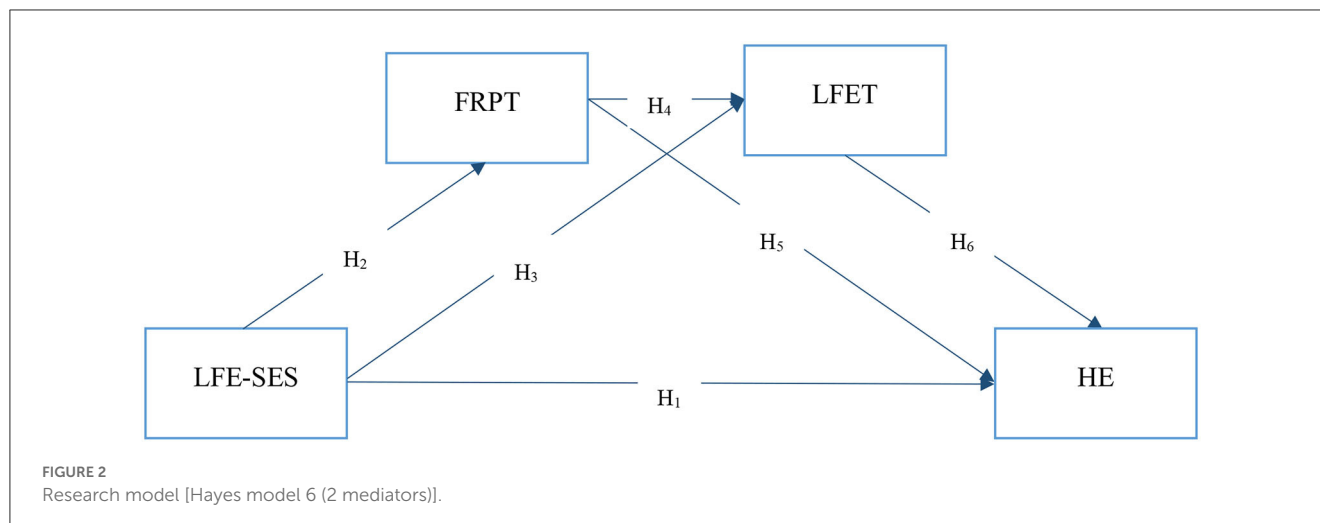 FRPT
LFET
H₄
H₂
H₃
H₅
H₆
LFE-SES
HE
H₁
FIGURE 2
Research model [Hayes model 6 (2 mediators)].